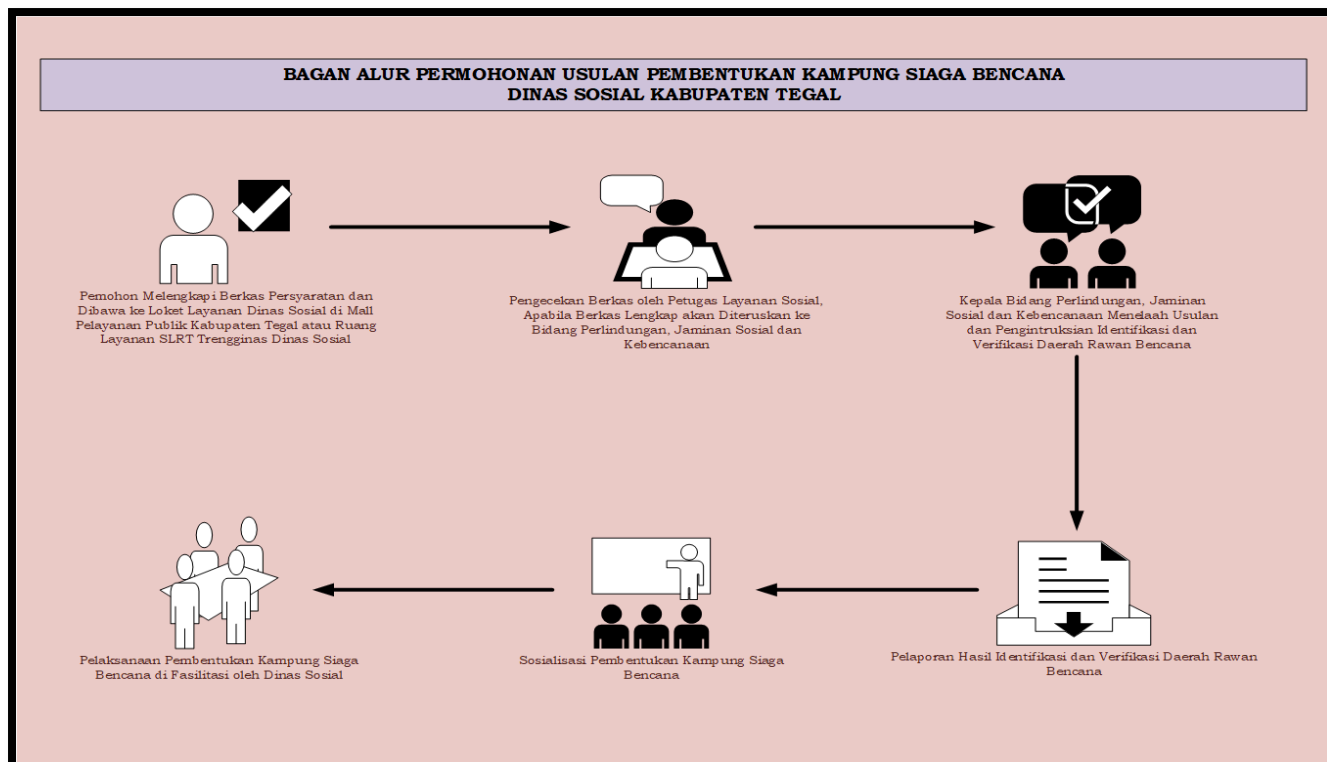 BAGAN ALUR PERMOHONAN USULAN PEMBENTUKAN KAMPUNG SIAGA BENCANA
DINAS SOSIAL KABUPATEN TEGAL
Pemohon Melengkapi Berkas Persyaratan dan
Dibawa ke Loket Layanan Dinas Sosial di Mall
Pelayanan Publik Kabupaten Tegal atau Ruang
Layanan SLRT Trengginas Dinas Sosial
Pengecekan Berkas oleh Petugas Layanan Sosial,
Apabila Berkas Lengkap akan Diteruskan ke
Bidang Perlindungan, Jaminan Sosial dan
Kebencanaan
Kepala Bidang Perlindungan, Jaminan
Sosial dan Kebencanaan Menelaah Usulan
dan Pengintruksian Identifikasi dan
Verifikasi Daerah Rawan Bencana
Pelaporan Hasil Identifikasi dan Verifikasi Daerah Rawan
Bencana
Sosialisasi Pembentukan Kampung Siaga
Bencana
Pelaksanaan Pembentukan Kampung Siaga
Bencana di Fasilitasi oleh Dinas Sosial